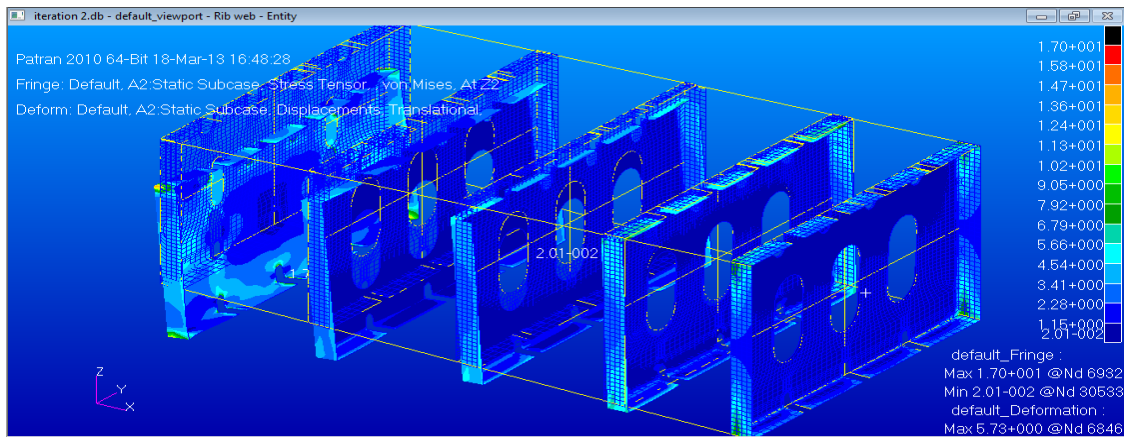 iteration 2.db - default_viewport - Rib web - Entity
Patran 2010 64-Bit 18-Mar-13 16:48:28
Fringe: Default, A2:Static Subcase, Stress Tensor, , von Mises, At Z2
Deform: Default, A2:Static Subcase, Displacements, Translational,
1.70+001
1.58+001
1.47+001
1.36+001
1.24+001
1.13+001
1.02+001
9.05+000
7.92+000
6.79+000
5.66+000
4.54+000
3.41+000
2.28+000
1.15+000
2.01-002
2.01-002
default_Fringe :
Max 1.70+001 @Nd 6932
Min 2.01-002 @Nd 30533
default_Deformation :
Max 5.73+000 @Nd 6846
Z
Y
X